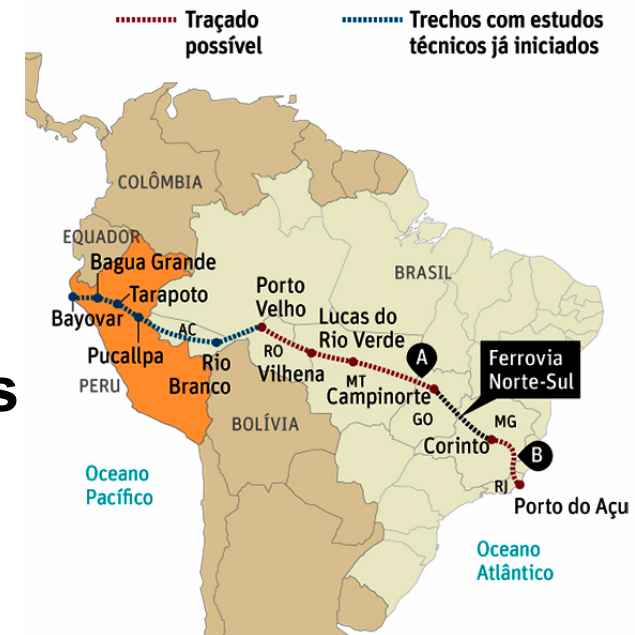 Traçado
possível
Trechos com estudos
técnicos já iniciados
COLÔMBIA
EQUADOR
Bagua Grande
Tarapoto
Bayovar
Pucallpa
PERU
AC
Rio
Branco
Porto
Velho
RO
Vilhena
Lucas do
Rio Verde
MT
Campinorte
BRASIL
A
GO
Ferrovia
Norte-Sul
MG
Corinto
B
RJ
Porto do Açu
BOLÍVIA
s
Oceano
Pacífico
Oceano
Atlântico